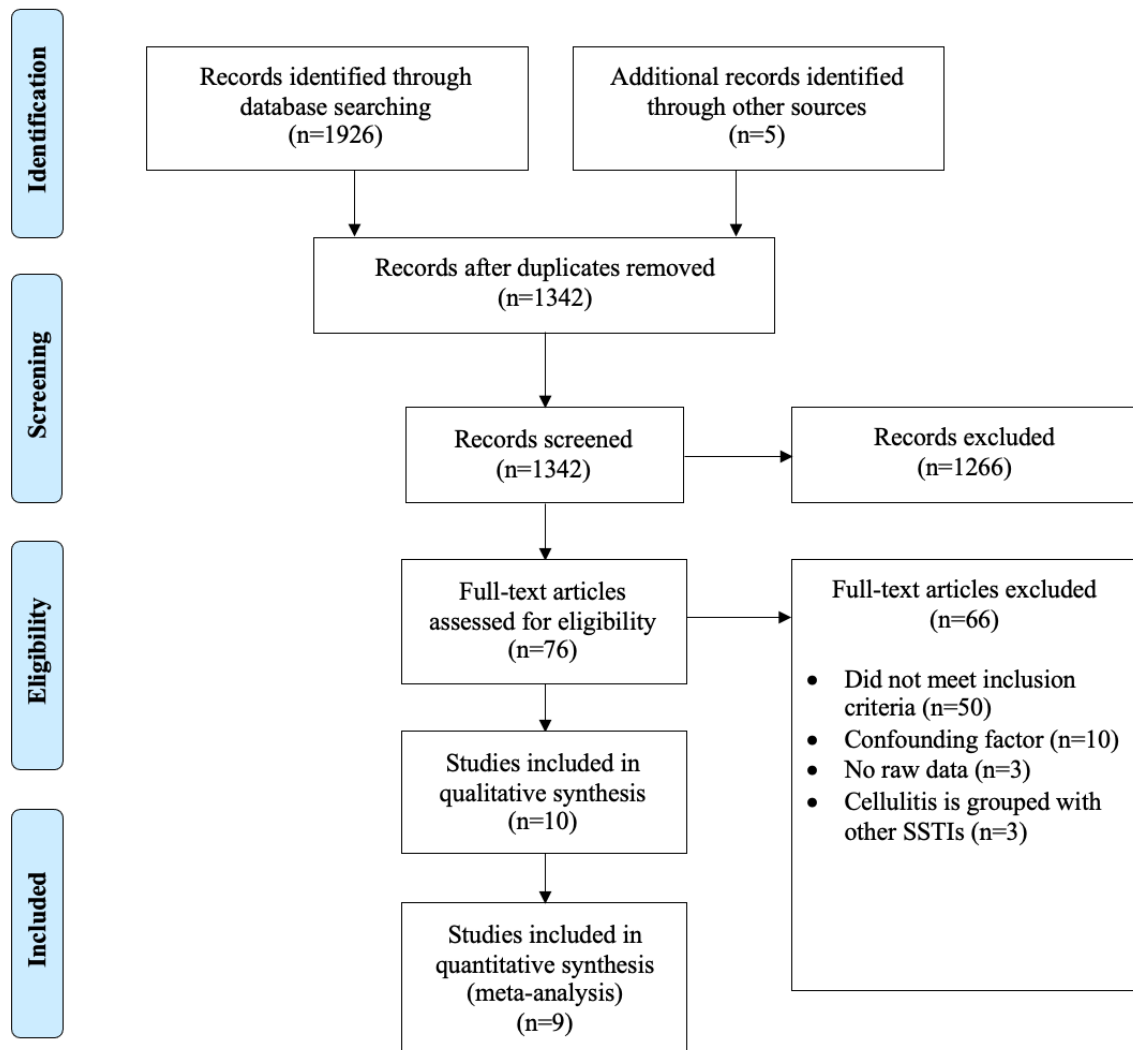 Identification
Records identified through
database searching
(n=1926)
Additional records identified
through other sources
(n=5)
Records after duplicates removed
(n=1342)
Screening
Records screened
(n=1342)
Records excluded
(n=1266)
Eligibility
Full-text articles
assessed for eligibility
(n=76)
Full-text articles excluded
(n=66)
• Did not meet inclusion
criteria (n=50)
• Confounding factor (n=10)
• No raw data (n=3)
• Cellulitis is grouped with
other SSTIs (n=3)
Studies included in
qualitative synthesis
(n=10)
Included
Studies included in
quantitative synthesis
(meta-analysis)
(n=9)